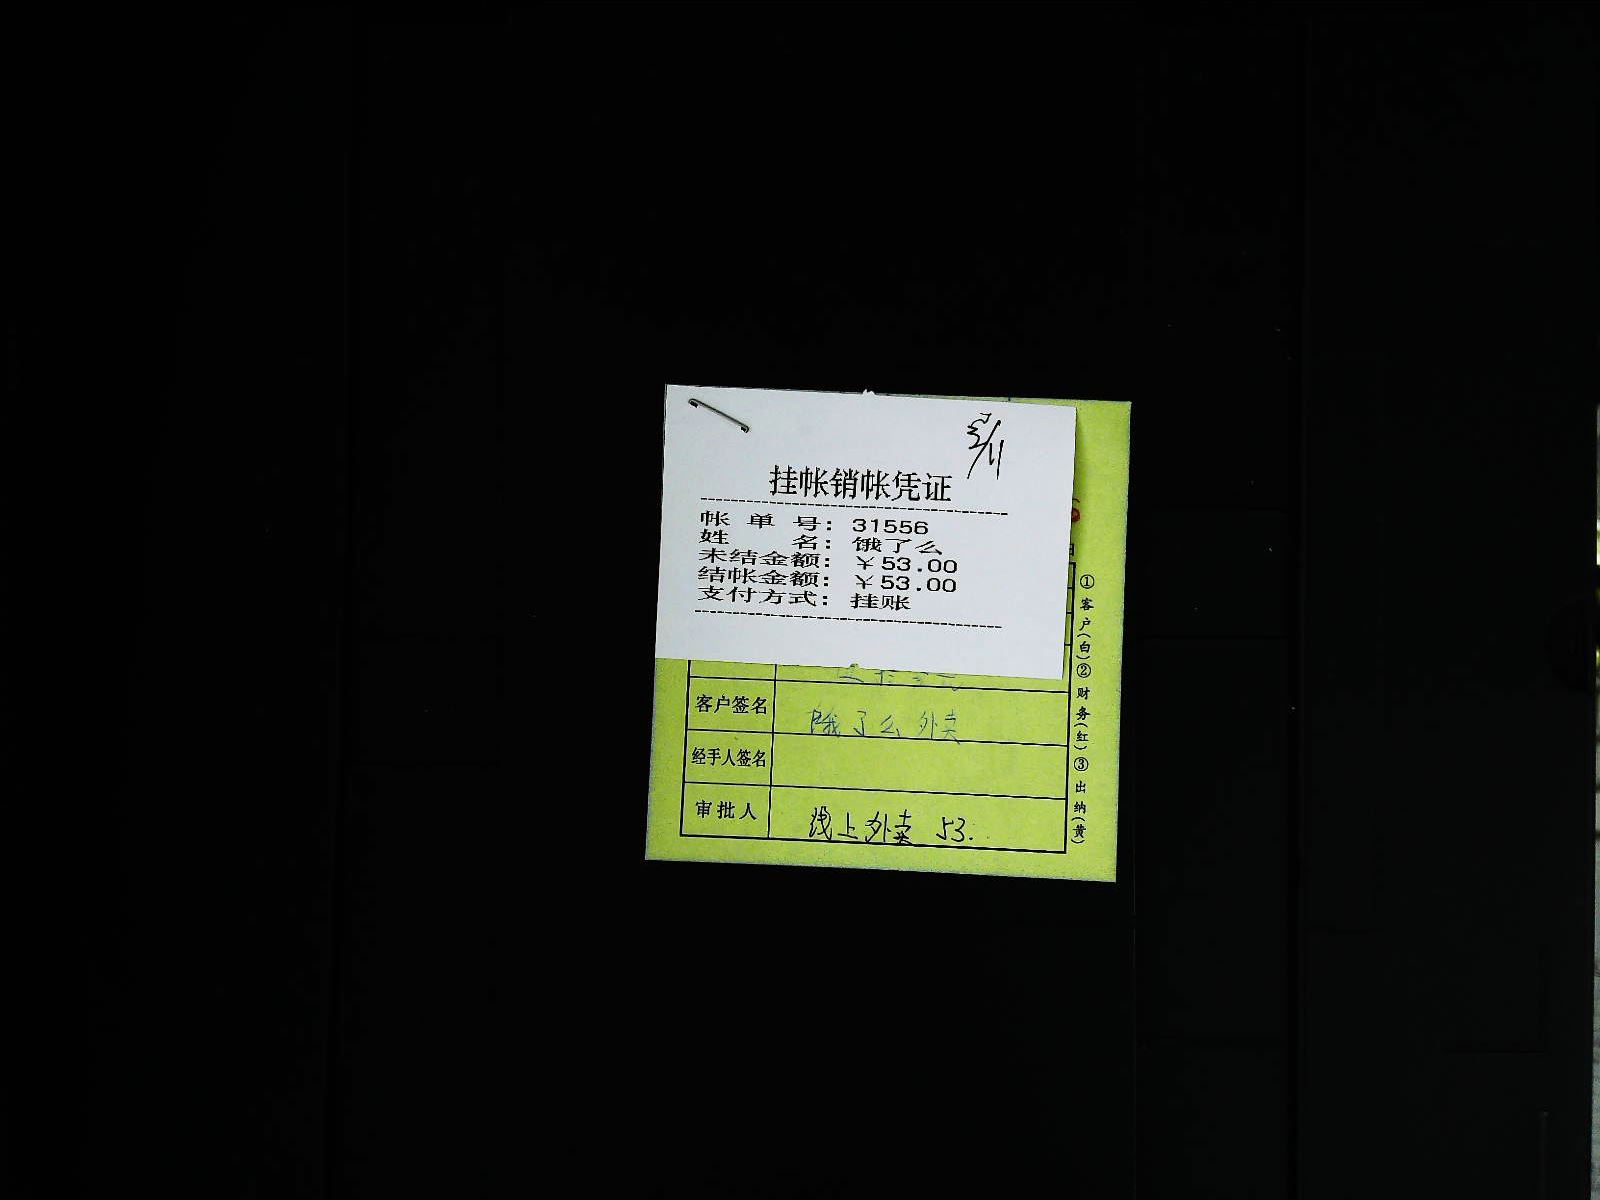 挂帐销帐凭证
帐单号：31556
姓名：饿了么
未结金额：￥53.00
结帐金额：￥53.00
支付方式：挂账
客户签名 饿了么外卖
经手人签名
审批人 线上外卖 53.
①客户(白)②财务(红)③出纳(黄)